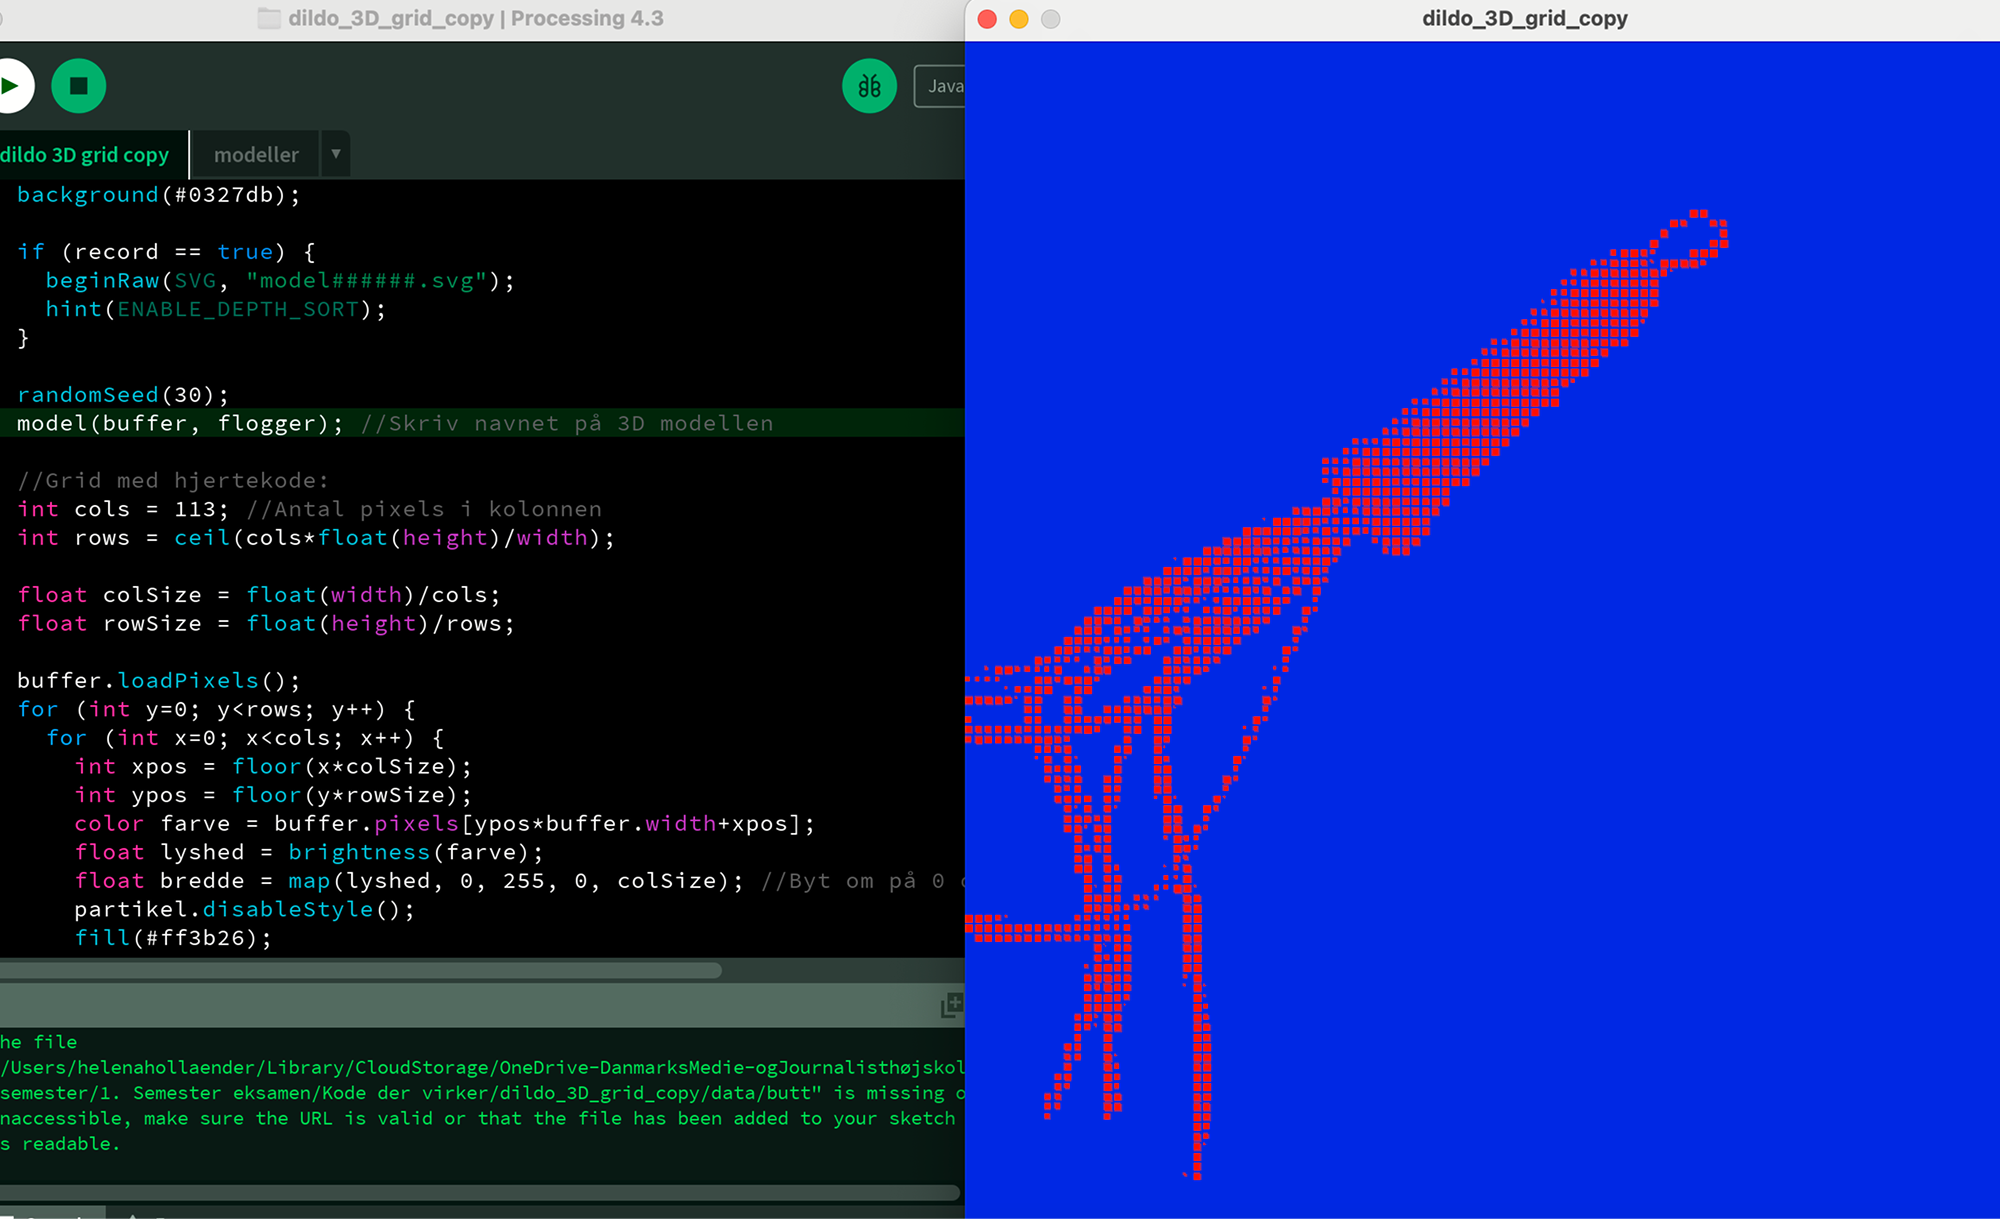 dildo_3D_grid_copy | Processing 4.3
dildo_3D_grid_copy
Java
dildo 3D grid copy
modeller
background(#0327db);
if (record == true) {
beginRaw(SVG, "model######.svg");
hint(ENABLE_DEPTH_SORT);
}
randomSeed(30);
model(buffer, flogger); //Skriv navnet på 3D modellen
//Grid med hjertekode:
int cols = 113; //Antal pixels i kolonnen
int rows = ceil(cols*float(height)/width);
float colSize = float(width)/cols;
float rowSize = float(height)/rows;
buffer.loadPixels();
for (int y=0; y<rows; y++) {
for (int x=0; x<cols; x++) {
int xpos = floor(x*colSize);
int ypos = floor(y*rowSize);
color farve = buffer.pixels[ypos*buffer.width+xpos];
float lyshed = brightness(farve);
float bredde = map(lyshed, 0, 255, 0, colSize); //Byt om på 0
partikel.disableStyle();
fill(#ff3b26);
he file
/Users/helenahollaender/Library/CloudStorage/OneDrive-DanmarksMedie-ogJournalisthøjskol
semester/1. Semester eksamen/Kode der virker/dildo_3D_grid_copy/data/butt" is missing o
naccessible, make sure the URL is valid or that the file has been added to your sketch
s readable.